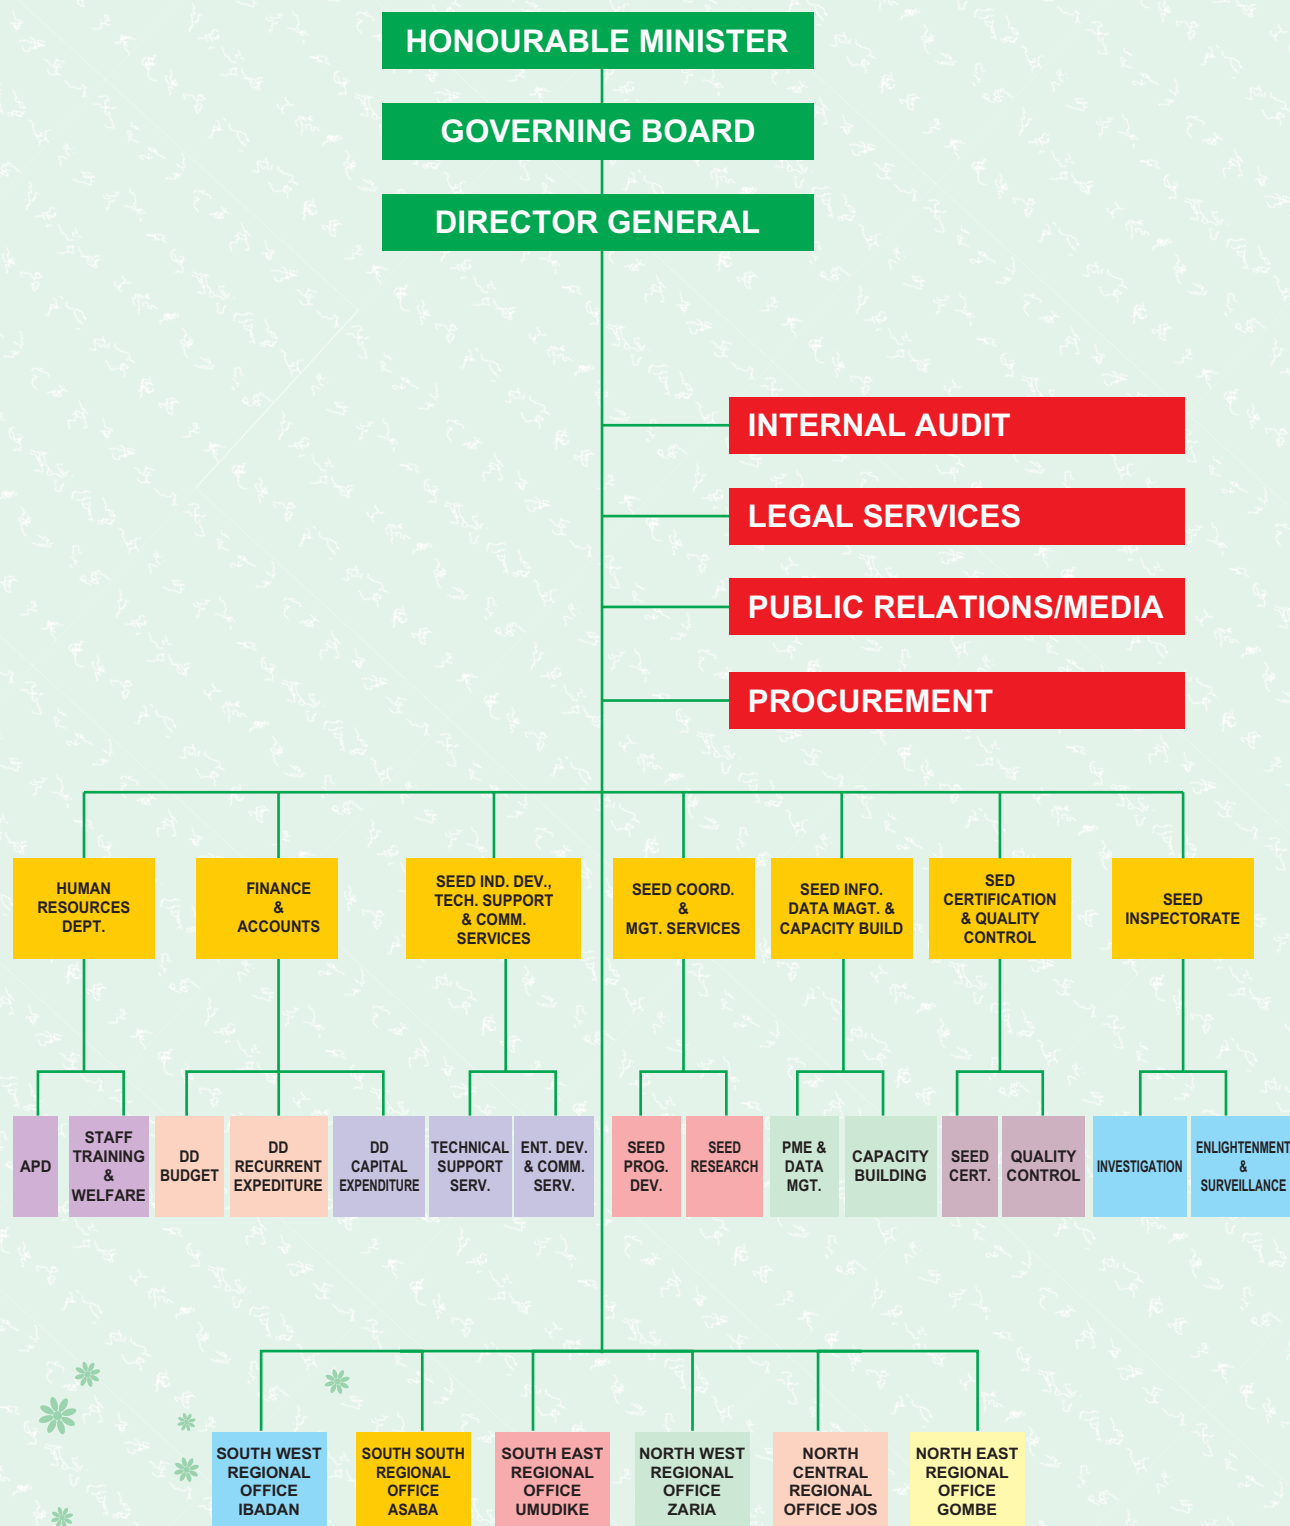 HONOURABLE MINISTER
GOVERNING BOARD
DIRECTOR GENERAL
INTERNAL AUDIT
LEGAL SERVICES
PUBLIC RELATIONS/MEDIA
PROCUREMENT
HUMAN
RESOURCES
DEPT.
FINANCE
&
ACCOUNTS
SEED IND. DEV.,
TECH. SUPPORT
& COMM.
SERVICES
SEED COORD.
&
MGT. SERVICES
SEED INFO.
DATA MAGT. &
CAPACITY BUILD
SED
CERTIFICATION
& QUALITY
CONTROL
SEED
INSPECTORATE
APD
STAFF
TRAINING
&
WELFARE
DD
BUDGET
DD
RECURRENT
EXPEDITURE
DD
CAPITAL
EXPENDITURE
TECHNICAL
SUPPORT
SERV.
ENT. DEV.
& COMM.
SERV.
SEED
PROG.
DEV.
SEED
RESEARCH
PME &
DATA
MGT.
CAPACITY
BUILDING
SEED
CERT.
QUALITY
CONTROL
INVESTIGATION
ENLIGHTENMENT
&
SURVEILLANCE
SOUTH WEST
REGIONAL
OFFICE
IBADAN
SOUTH SOUTH
REGIONAL
OFFICE
ASABA
SOUTH EAST
REGIONAL
OFFICE
UMUDIKE
NORTH WEST
REGIONAL
OFFICE
ZARIA
NORTH
CENTRAL
REGIONAL
OFFICE JOS
NORTH EAST
REGIONAL
OFFICE
GOMBE